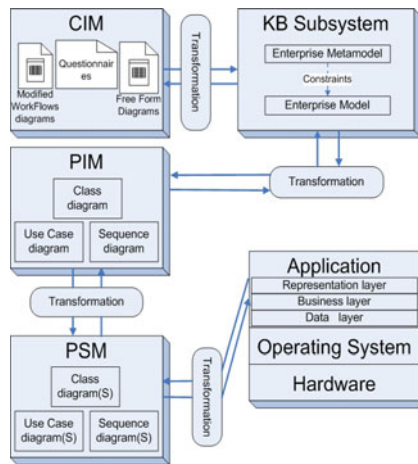 CIM
Questionnair
es
Modified
WorkFlows
diagrams
Free Form
Diagrams
Transformation
KB Subsystem
Enterprise Metamodel
Constraints
Enterprise Model
Transformation
PIM
Class
diagram
Use Case
diagram
Sequence
diagram
Transformation
PSM
Class
diagram(S)
Use Case
diagram(S)
Sequence
diagram(S)
Transformation
Application
Representation layer
Business layer
Data layer
Operating System
Hardware